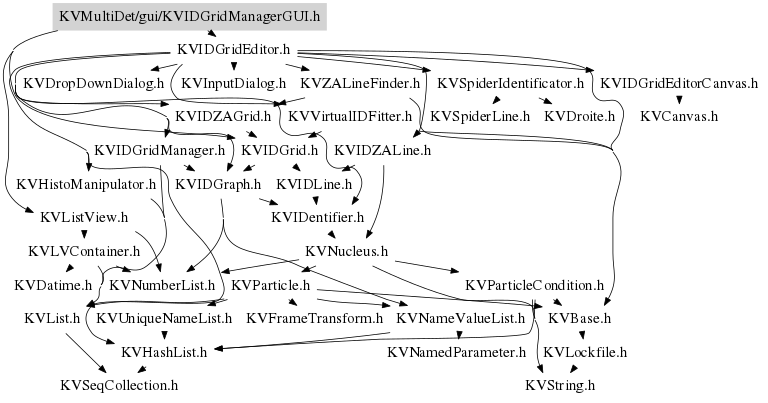 KVMultiDet/gui/KVIDGridManagerGUI.h
KVIDGridEditor.h
KVDropDownDialog.h KVInputDialog.h KVZALineFinder.h KVSpiderIdentificator.h KVIDGridEditorCanvas.h
KVIDZAGrid.h KVVirtualIDFitter.h KVSpiderLine.h KVDroite.h KVCanvas.h
KVIDGridManager.h KVIDGrid.h KVIDZALine.h
KVHistoManipulator.h KVIDGraph.h KVIDLine.h
KVListView.h KVIDentifier.h
KVLVContainer.h KVNucleus.h
KVDatime.h KVNumberList.h KVParticle.h KVParticleCondition.h
KVList.h KVUniqueNameList.h KVFrameTransform.h KVNameValueList.h KVBase.h
KVHashList.h KVNamedParameter.h KVLockfile.h
KVSeqCollection.h KVString.h